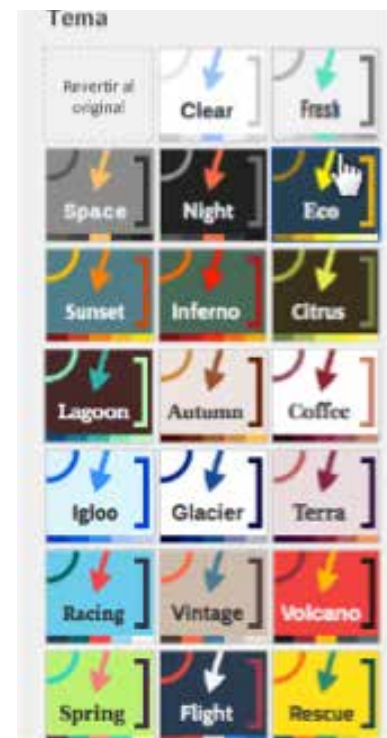 Tema
Revertir al
original
Clear
Fresh
Space
Night
Eco
Sunset
Inferno
Citrus
Lagoon
Autumn
Coffee
Igloo
Glacier
Terra
Racing
Vintage
Volcano
Spring
Flight
Rescue